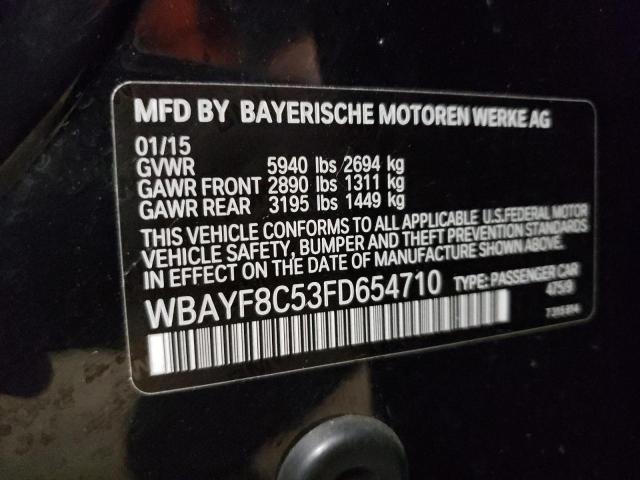 MFD BY BAYERISCHE MOTOREN WERKE AG
01/15
GVWR 5940 lbs 2694 kg
GAWR FRONT 2890 lbs 1311 kg
GAWR REAR 3195 lbs 1449 kg
THIS VEHICLE CONFORMS TO ALL APPLICABLE U.S.FEDERAL MOTOR
VEHICLE SAFETY, BUMPER AND THEFT PREVENTION STANDARDS
IN EFFECT ON THE DATE OF MANUFACTURE SHOWN ABOVE.
WBAYF8C53FD654710 TYPE: PASSENGER CAR
475/9